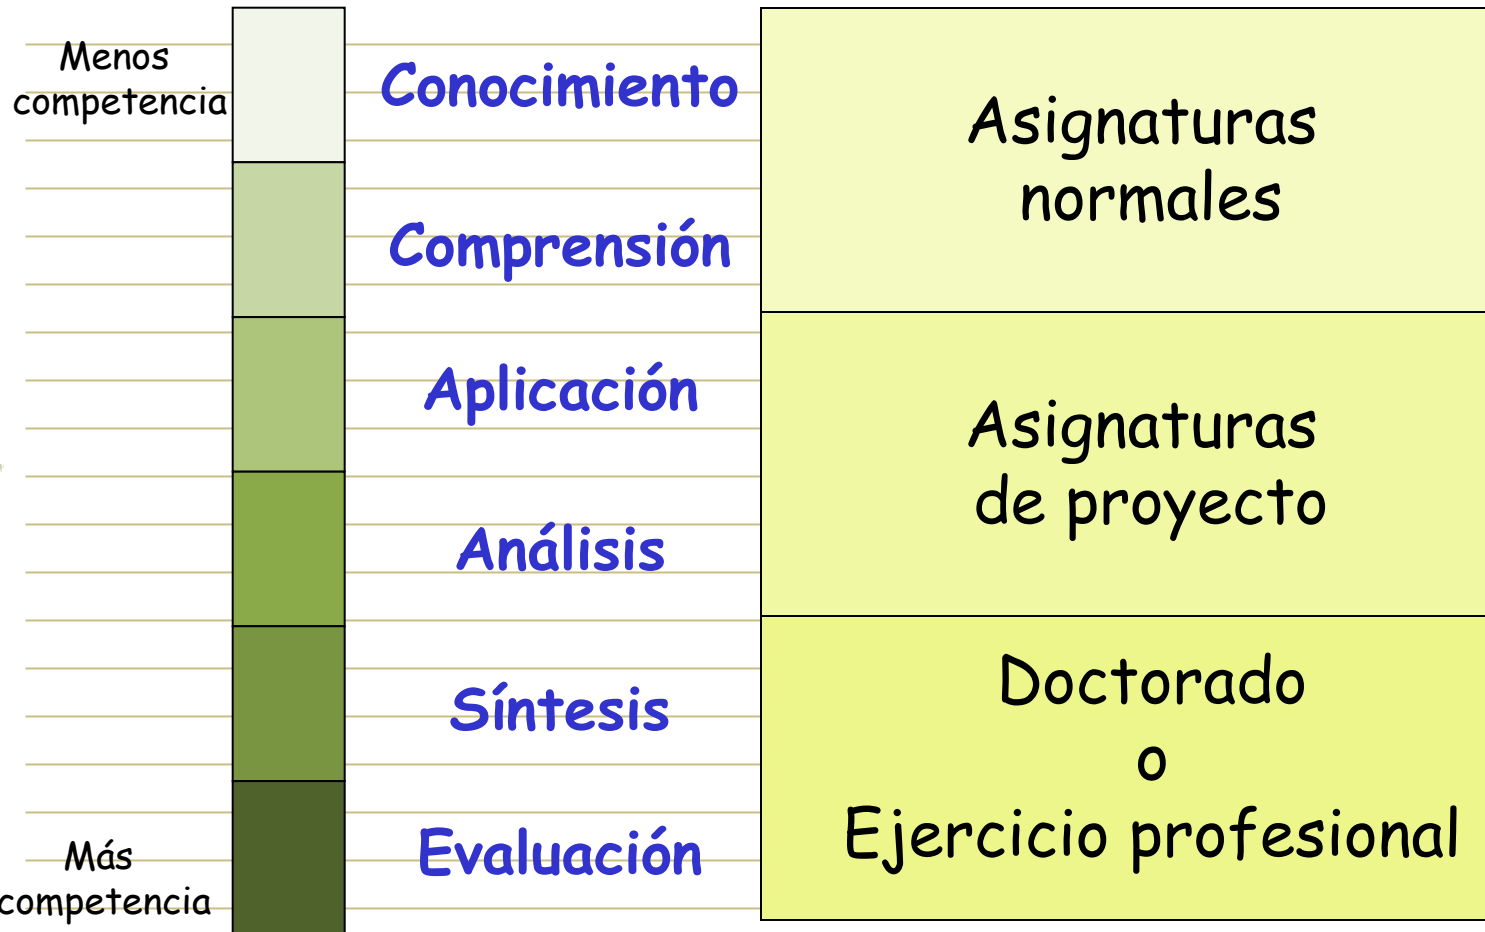 Menos
competencia
Conocimiento
Comprensión
Aplicación
Análisis
Síntesis
Evaluación
Más
competencia
Asignaturas
normales
Asignaturas
de proyecto
Doctorado
o
Ejercicio profesional